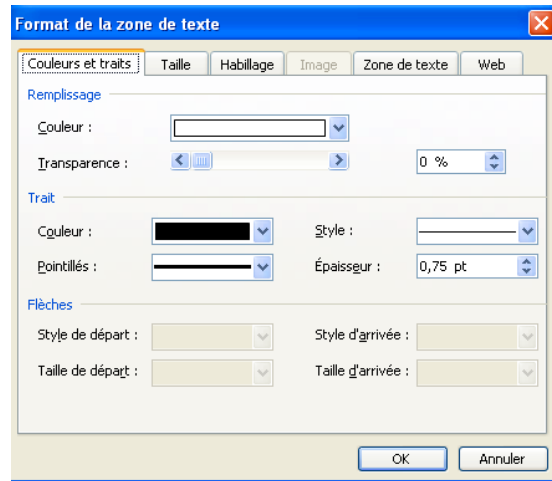 Format de la zone de texte
Couleurs et traits Taille Habillage Image Zone de texte Web
Remplissage
Couleur :
Transparence : 0 %
Trait
Couleur : Style :
Pointillés : Épaisseur : 0,75 pt
Flèches
Style de départ : Style d'arrivée :
Taille de départ : Taille d'arrivée :
OK Annuler